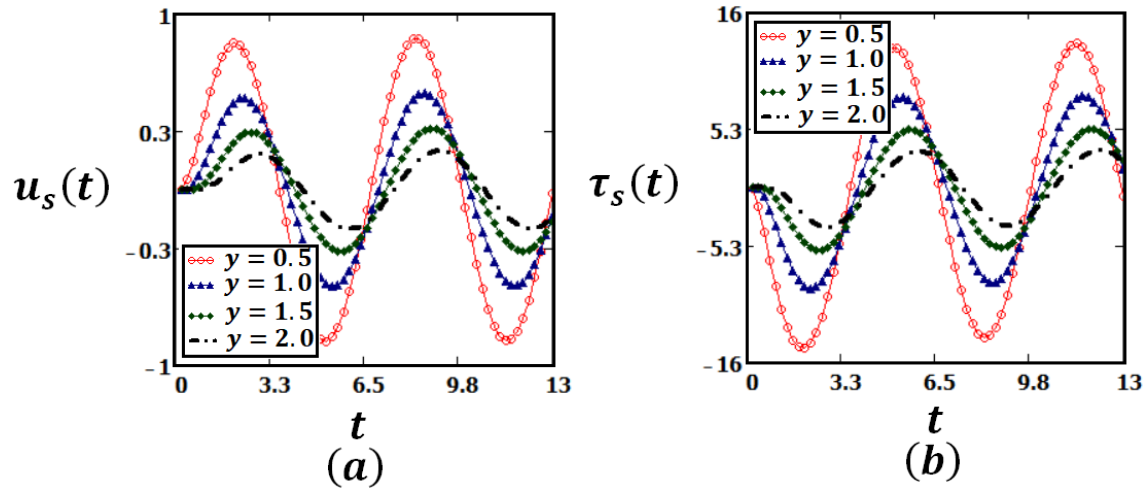 1
0.3
-0.3
-1
u_s(t)
y = 0.5
y = 1.0
y = 1.5
y = 2.0
0 3.3 6.5 9.8 13
t
(a)
16
5.3
-5.3
-16
τ_s(t)
y = 0.5
y = 1.0
y = 1.5
y = 2.0
0 3.3 6.5 9.8 13
t
(b)